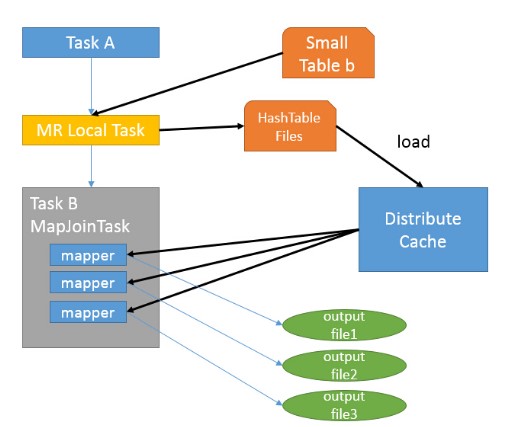 Task A
Small
Table b
MR Local Task
HashTable
Files
load
Task B
MapJoinTask
mapper
mapper
mapper
Distribute
Cache
output
file1
output
file2
output
file3